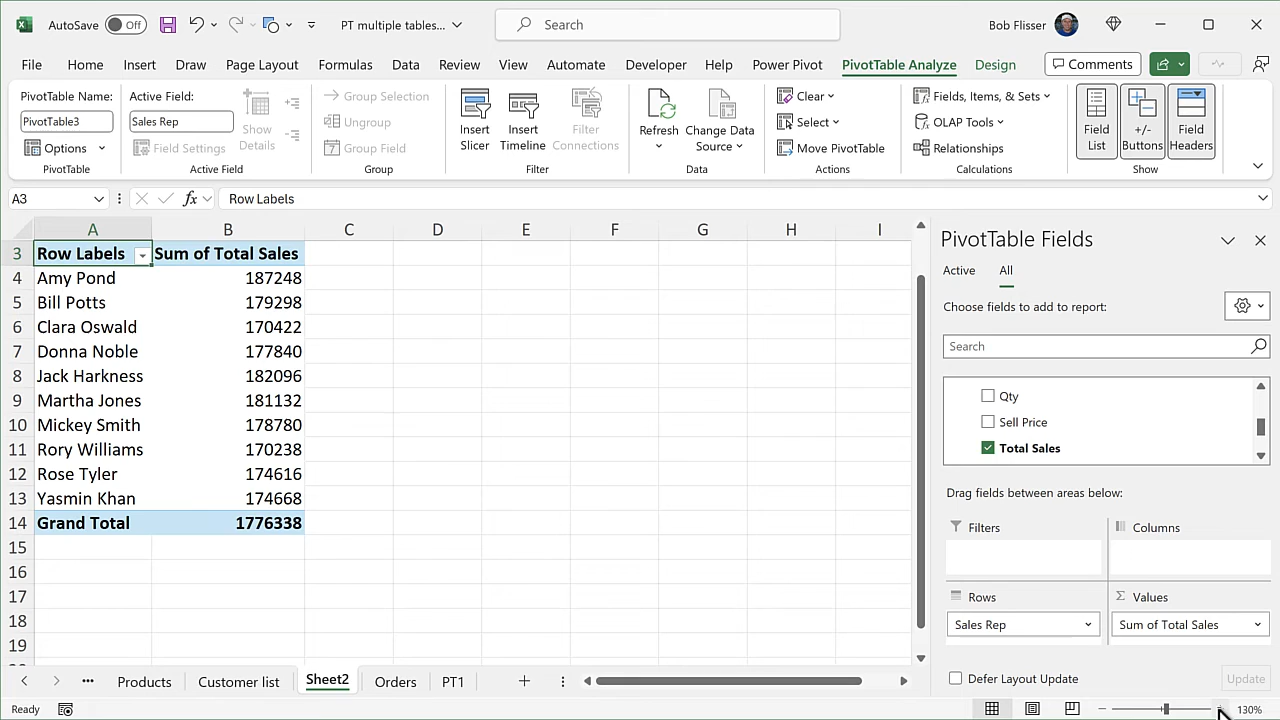 AutoSave Off PT multiple tables... Search Bob Flisser
File Home Insert Draw Page Layout Formulas Data Review View Automate Developer Help Power Pivot PivotTable Analyze Design Comments
PivotTable Name:
PivotTable3
Options
PivotTable
Active Field:
Sales Rep
Field Settings
Show
Details
Active Field
Group Selection
Ungroup
Group Field
Group
Insert
Slicer
Insert
Timeline
Filter
Connections
Filter
Refresh
Change Data
Source
Data
Clear
Select
Move PivotTable
Actions
Fields, Items, & Sets
OLAP Tools
Relationships
Calculations
Field
List
+/-
Buttons
Field
Headers
Show
A3 fx Row Labels
A B C D E F G H I
3 Row Labels Sum of Total Sales
4 Amy Pond 187248
5 Bill Potts 179298
6 Clara Oswald 170422
7 Donna Noble 177840
8 Jack Harkness 182096
9 Martha Jones 181132
10 Mickey Smith 178780
11 Rory Williams 170238
12 Rose Tyler 174616
13 Yasmin Khan 174668
14 Grand Total 1776338
15
16
17
18
19
PivotTable Fields
Active All
Choose fields to add to report:
Search
Qty
Sell Price
Total Sales
Drag fields between areas below:
Filters Columns
Rows Σ Values
Sales Rep Sum of Total Sales
Defer Layout Update Update
... Products Customer list Sheet2 Orders PT1
Ready 130%